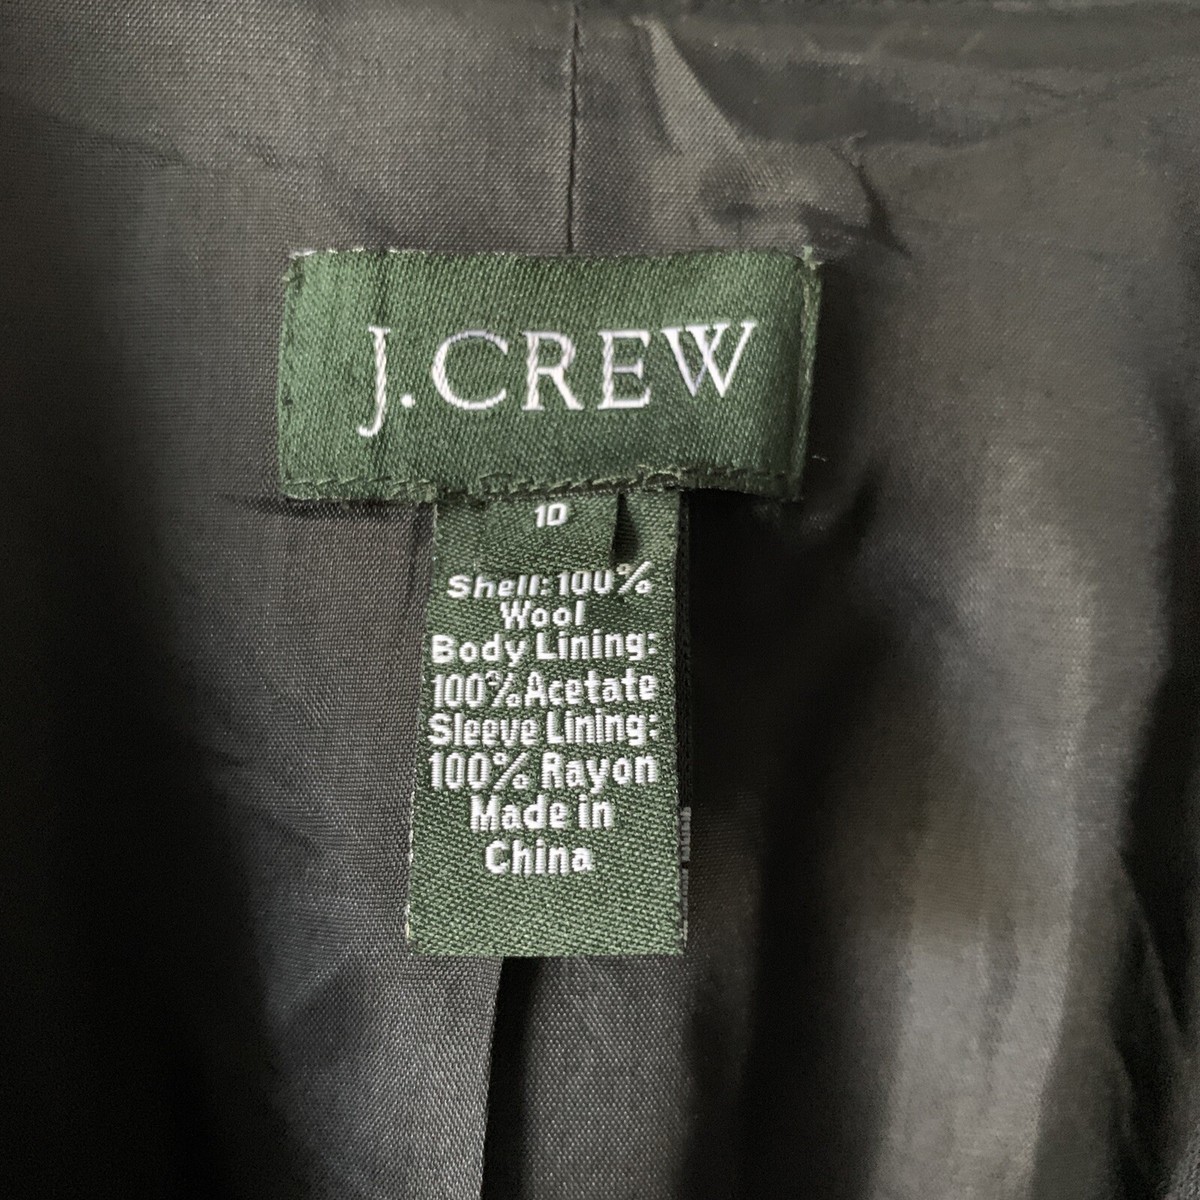 J.CREW
10
Shell: 100%
Wool
Body Lining:
100% Acetate
Sleeve Lining:
100% Rayon
Made in
China